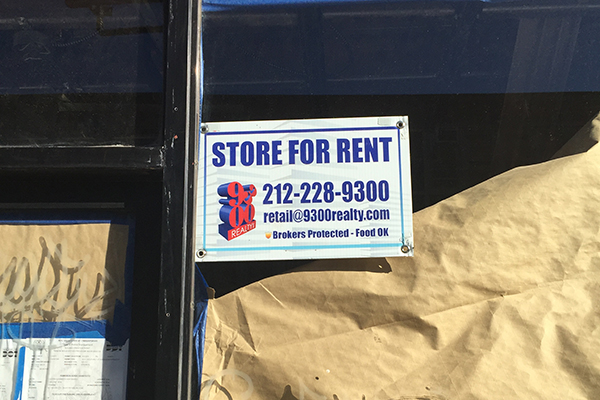 STORE FOR RENT
9300
REALTY
212-228-9300
retail@9300realty.com
Brokers Protected - Food OK